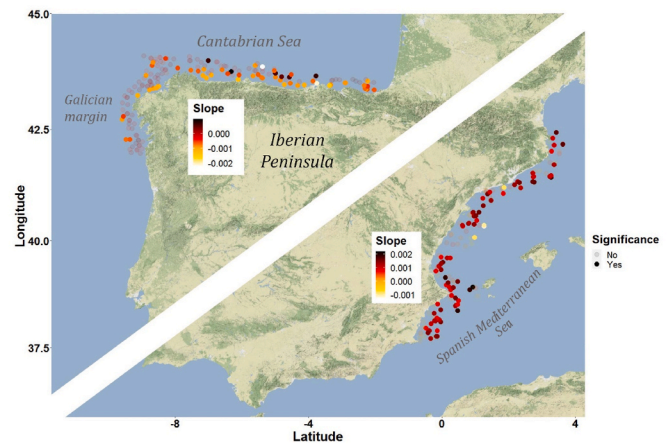 45.0
Cantabrian Sea
Galician
margin
Slope
0.000
-0.001
-0.002
Iberian
Peninsula
42.5
Longitude
40.0
Slope
0.002
0.001
0.000
-0.001
Significance
No
Yes
Spanish Mediterranean
Sea
37.5
-8
-4
0
4
Latitude